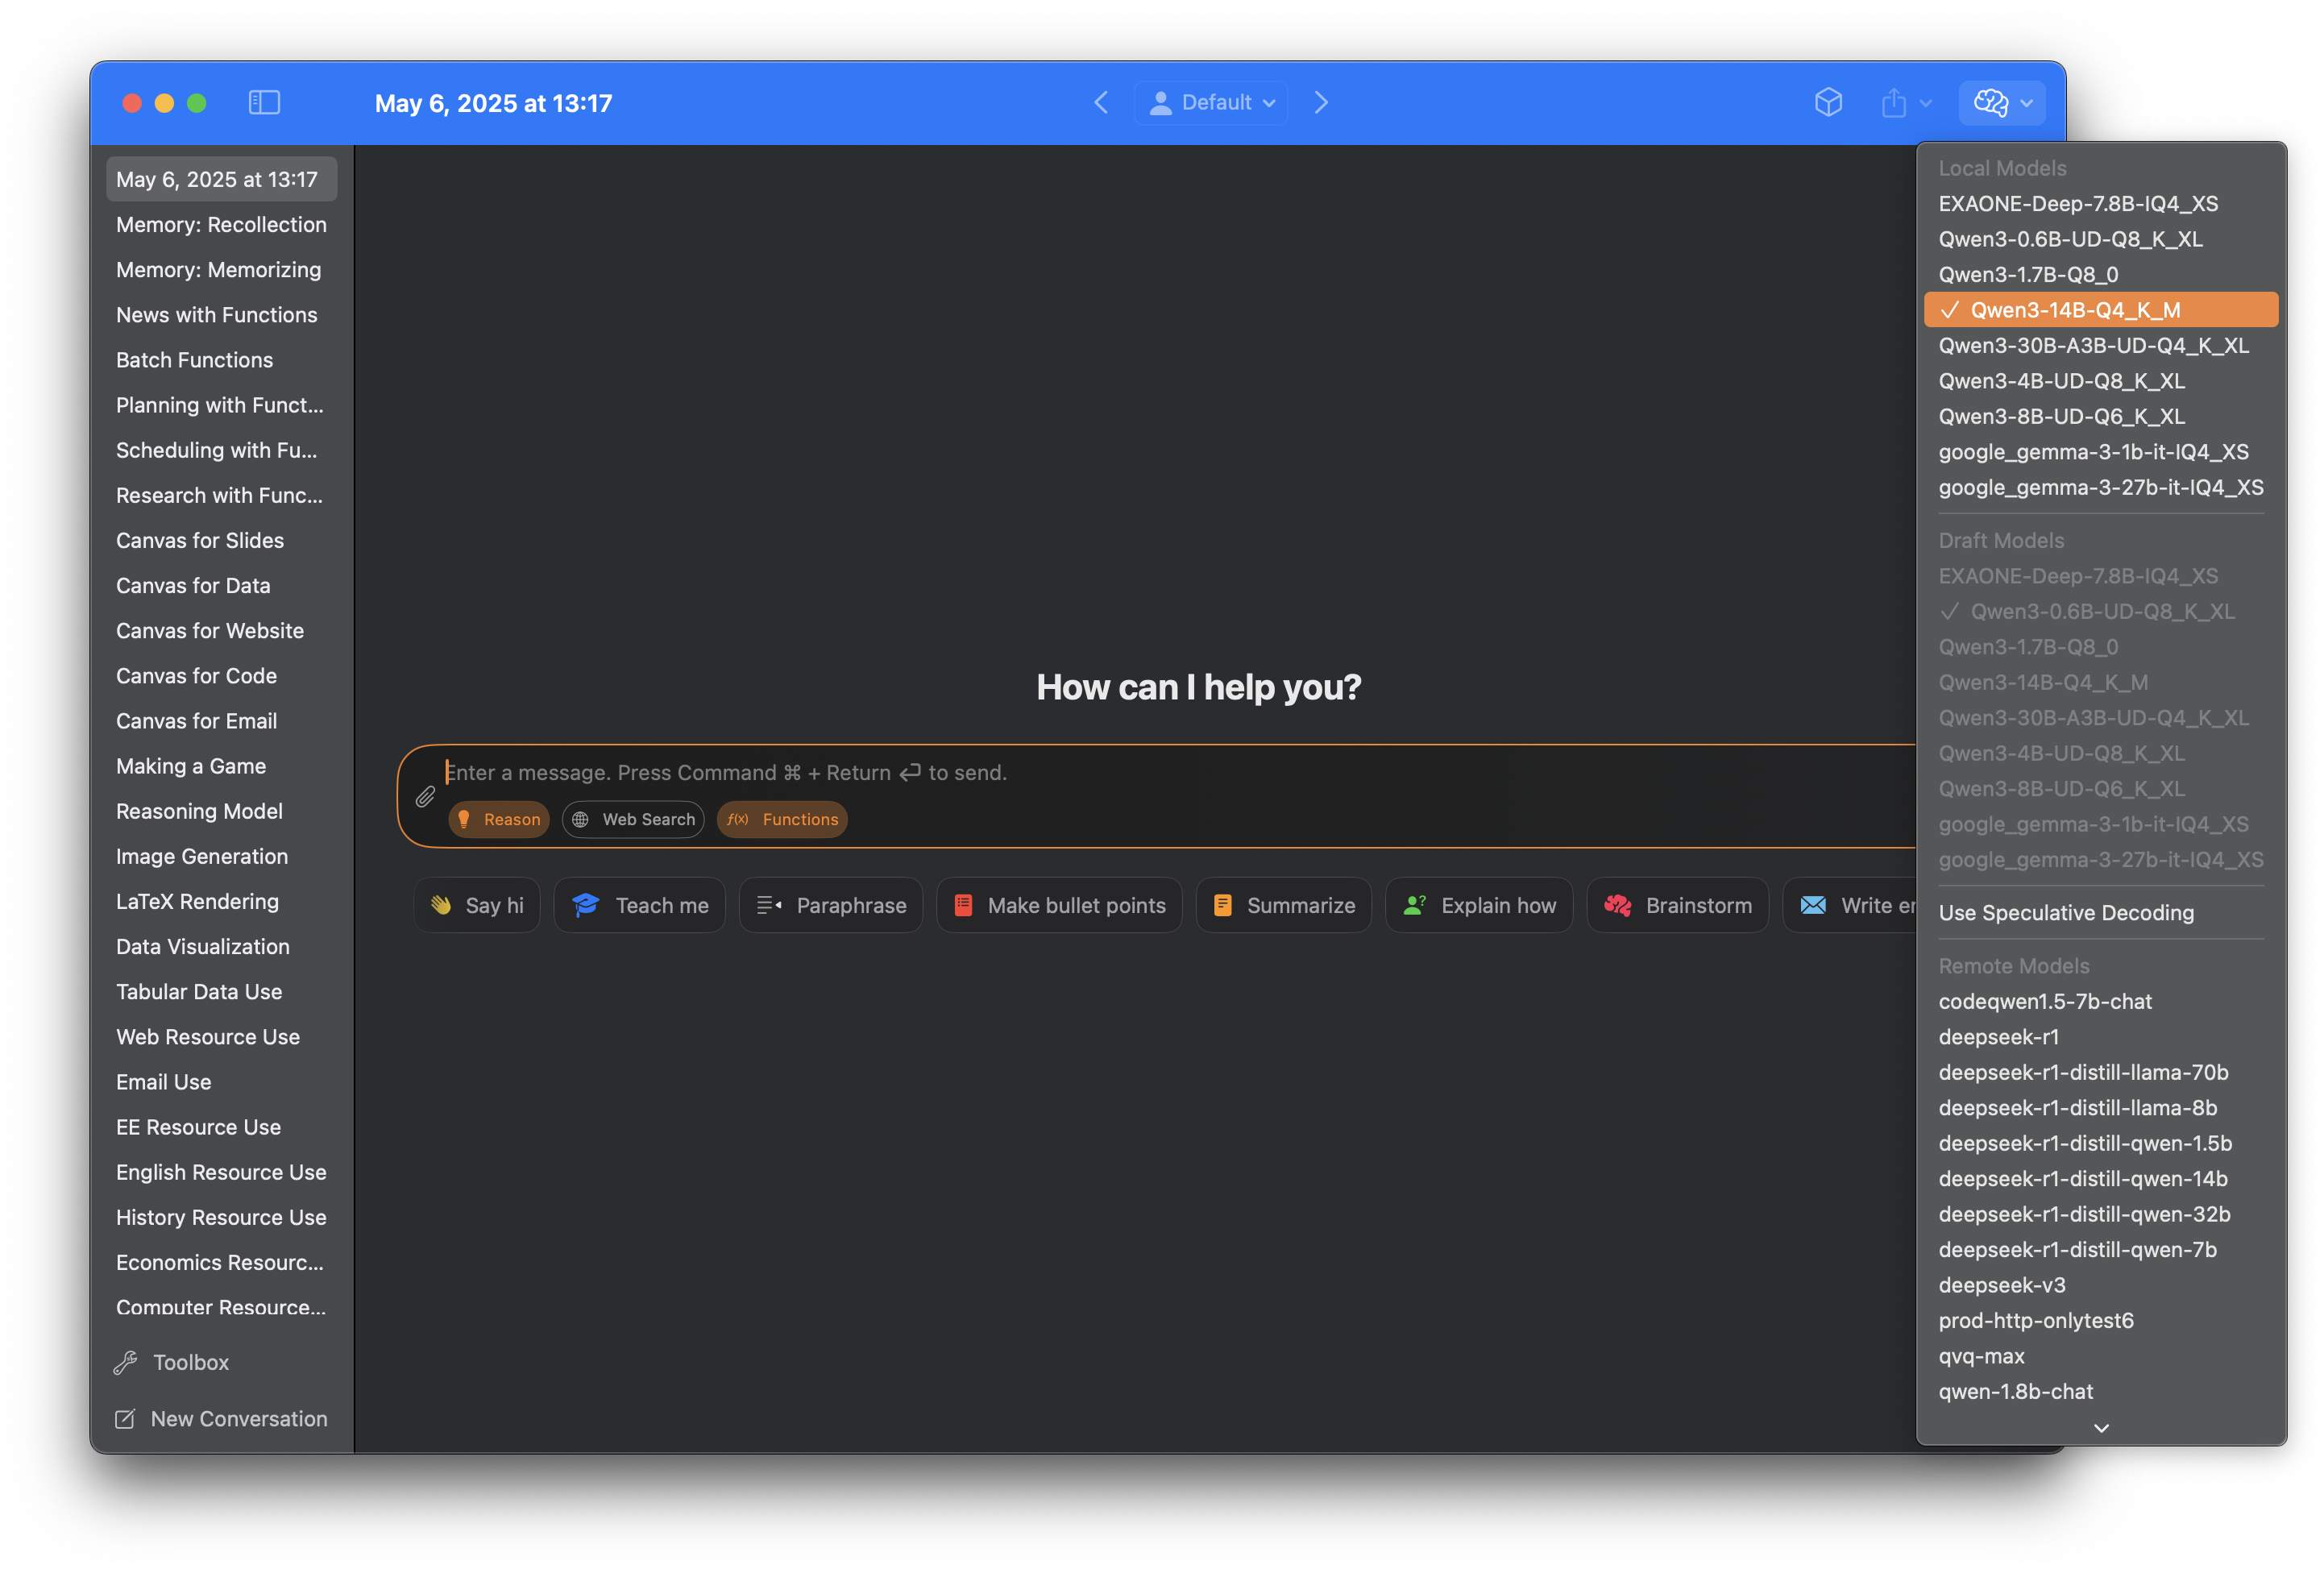 May 6, 2025 at 13:17
Default
May 6, 2025 at 13:17
Memory: Recollection
Memory: Memorizing
News with Functions
Batch Functions
Planning with Funct...
Scheduling with Fu...
Research with Func...
Canvas for Slides
Canvas for Data
Canvas for Website
Canvas for Code
Canvas for Email
Making a Game
Reasoning Model
Image Generation
LaTeX Rendering
Data Visualization
Tabular Data Use
Web Resource Use
Email Use
EE Resource Use
English Resource Use
History Resource Use
Economics Resourc...
Computer Resource...
Toolbox
New Conversation
How can I help you?
Enter a message. Press Command ⌘ + Return ↩ to send.
Reason Web Search f(x) Functions
Say hi Teach me Paraphrase Make bullet points Summarize Explain how Brainstorm Write
Local Models
EXAONE-Deep-7.8B-IQ4_XS
Qwen3-0.6B-UD-Q8_K_XL
Qwen3-1.7B-Q8_0
✓ Qwen3-14B-Q4_K_M
Qwen3-30B-A3B-UD-Q4_K_XL
Qwen3-4B-UD-Q8_K_XL
Qwen3-8B-UD-Q6_K_XL
google_gemma-3-1b-it-IQ4_XS
google_gemma-3-27b-it-IQ4_XS
Draft Models
EXAONE-Deep-7.8B-IQ4_XS
✓ Qwen3-0.6B-UD-Q8_K_XL
Qwen3-1.7B-Q8_0
Qwen3-14B-Q4_K_M
Qwen3-30B-A3B-UD-Q4_K_XL
Qwen3-4B-UD-Q8_K_XL
Qwen3-8B-UD-Q6_K_XL
google_gemma-3-1b-it-IQ4_XS
google_gemma-3-27b-it-IQ4_XS
Use Speculative Decoding
Remote Models
codeqwen1.5-7b-chat
deepseek-r1
deepseek-r1-distill-llama-70b
deepseek-r1-distill-llama-8b
deepseek-r1-distill-qwen-1.5b
deepseek-r1-distill-qwen-14b
deepseek-r1-distill-qwen-32b
deepseek-r1-distill-qwen-7b
deepseek-v3
prod-http-onlytest6
qvq-max
qwen-1.8b-chat